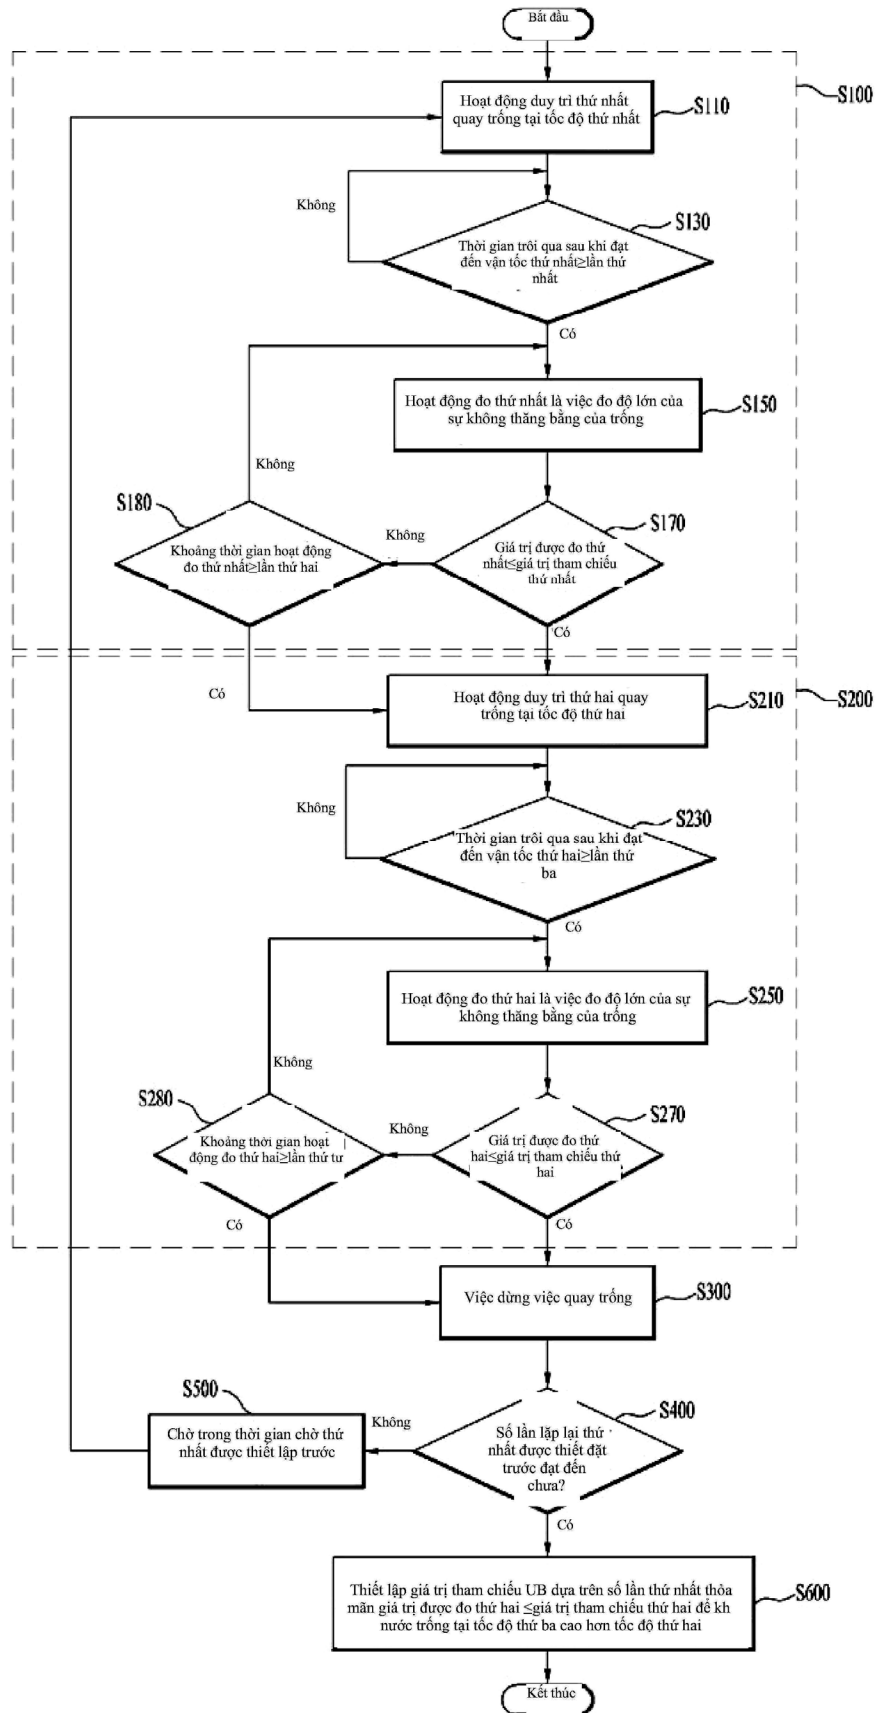 Bắt đầu
S100
Hoạt động duy trì thứ nhất
quay trống tại tốc độ thứ nhất
S110
Không
S130
Thời gian trôi qua sau khi đạt
đến vận tốc thứ nhất≥lần thứ
nhất
Có
Hoạt động đo thứ nhất là việc đo độ lớn của
sự không thăng bằng của trống
S150
Không
S180
Khoảng thời gian hoạt động
đo thứ nhất≥lần thứ hai
Không
S170
Giá trị được đo thứ
nhất≤giá trị tham chiếu
thứ nhất
Có
Có
S200
Hoạt động duy trì thứ hai quay
trống tại tốc độ thứ hai
S210
Không
S230
Thời gian trôi qua sau khi đạt
đến vận tốc thứ hai≥lần thứ
ba
Có
Hoạt động đo thứ hai là việc đo độ lớn của sự
không thăng bằng của trống
S250
Không
S280
Khoảng thời gian hoạt
động đo thứ hai≥lần thứ tư
Không
S270
Giá trị được đo thứ
hai≤giá trị tham chiếu thứ
hai
Có
Có
Việc dừng việc quay trống
S300
S500
Chờ trong thời gian chờ thứ
nhất được thiết lập trước
Không
S400
Số lần lặp lại thứ
nhất được thiết đặt
trước đạt đến
chưa?
Có
Thiết lập giá trị tham chiếu UB dựa trên số lần thứ nhất thỏa
mãn giá trị được đo thứ hai ≤giá trị tham chiếu thứ hai để kh
nước trống tại tốc độ thứ ba cao hơn tốc độ thứ hai
S600
Kết thúc